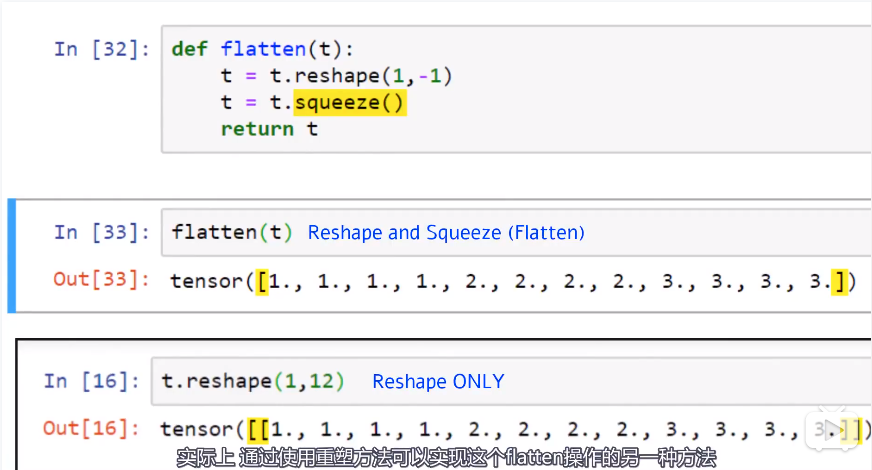 In [32]: def flatten(t):
t = t.reshape(1,-1)
t = t.squeeze()
return t
In [33]: flatten(t) Reshape and Squeeze (Flatten)
Out[33]: tensor([1., 1., 1., 1., 2., 2., 2., 2., 3., 3., 3., 3.])
In [16]: t.reshape(1,12) Reshape ONLY
Out[16]: tensor([[1., 1., 1., 1., 2., 2., 2., 2., 3., 3., 3., 3.]])
实际上 通过使用重塑方法可以实现这个flatten操作的另一种方法